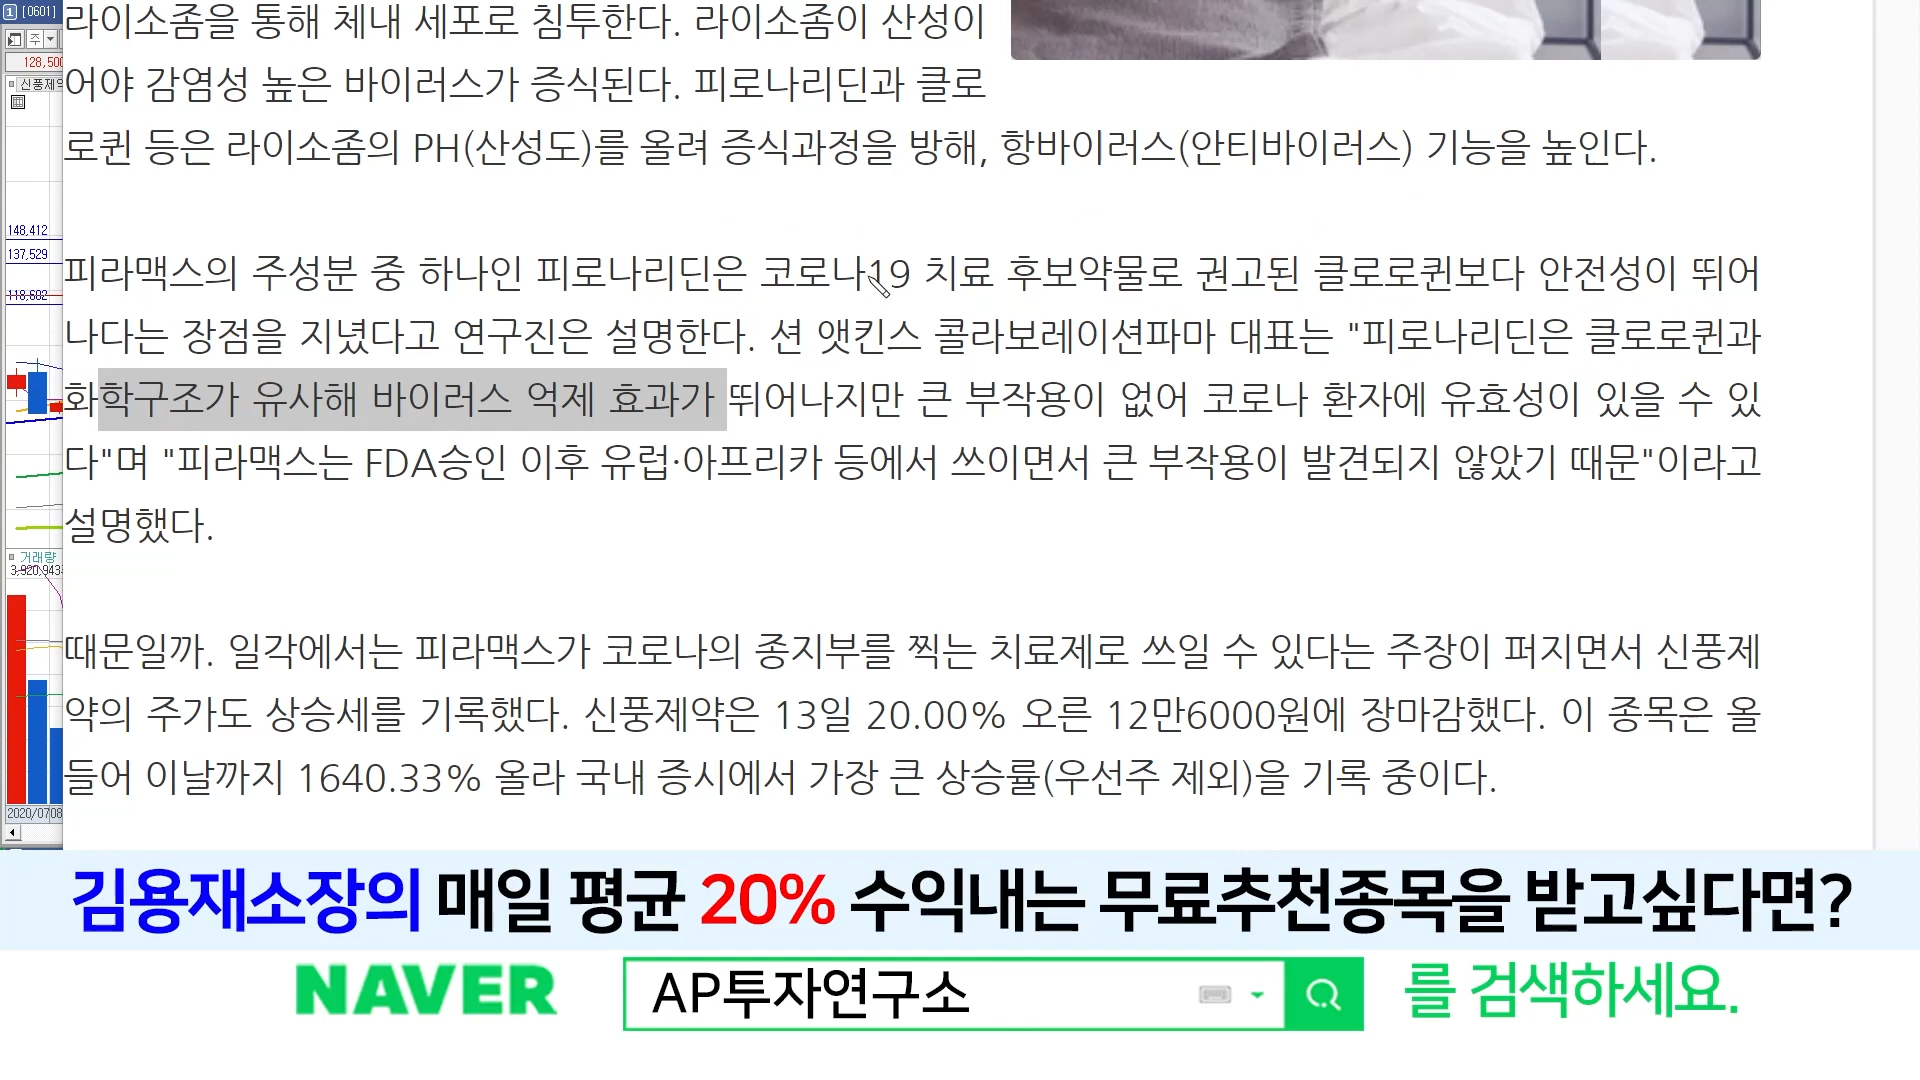 1 [0601]
주
128,500
신풍제약
148,412
137,529
118,602
거래량
3,920,943
2020/07 08
라이소좀을 통해 체내 세포로 침투한다. 라이소좀이 산성이
어야 감염성 높은 바이러스가 증식된다. 피로나리딘과 클로
로퀸 등은 라이소좀의 PH(산성도)를 올려 증식과정을 방해, 항바이러스(안티바이러스) 기능을 높인다.
피라맥스의 주성분 중 하나인 피로나리딘은 코로나19 치료 후보약물로 권고된 클로로퀸보다 안전성이 뛰어
나다는 장점을 지녔다고 연구진은 설명한다. 션 앳킨스 콜라보레이션파마 대표는 "피로나리딘은 클로로퀸과
화학구조가 유사해 바이러스 억제 효과가 뛰어나지만 큰 부작용이 없어 코로나 환자에 유효성이 있을 수 있
다"며 "피라맥스는 FDA승인 이후 유럽·아프리카 등에서 쓰이면서 큰 부작용이 발견되지 않았기 때문"이라고
설명했다.
때문일까. 일각에서는 피라맥스가 코로나의 종지부를 찍는 치료제로 쓰일 수 있다는 주장이 퍼지면서 신풍제
약의 주가도 상승세를 기록했다. 신풍제약은 13일 20.00% 오른 12만6000원에 장마감했다. 이 종목은 올
들어 이날까지 1640.33% 올라 국내 증시에서 가장 큰 상승률(우선주 제외)을 기록 중이다.
김용재소장의 매일 평균 20% 수익내는 무료추천종목을 받고싶다면?
NAVER AP투자연구소 를 검색하세요.